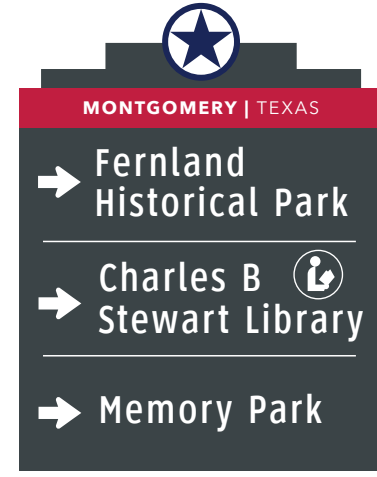 MONTGOMERY | TEXAS
Fernland
Historical Park
Charles B
Stewart Library
Memory Park